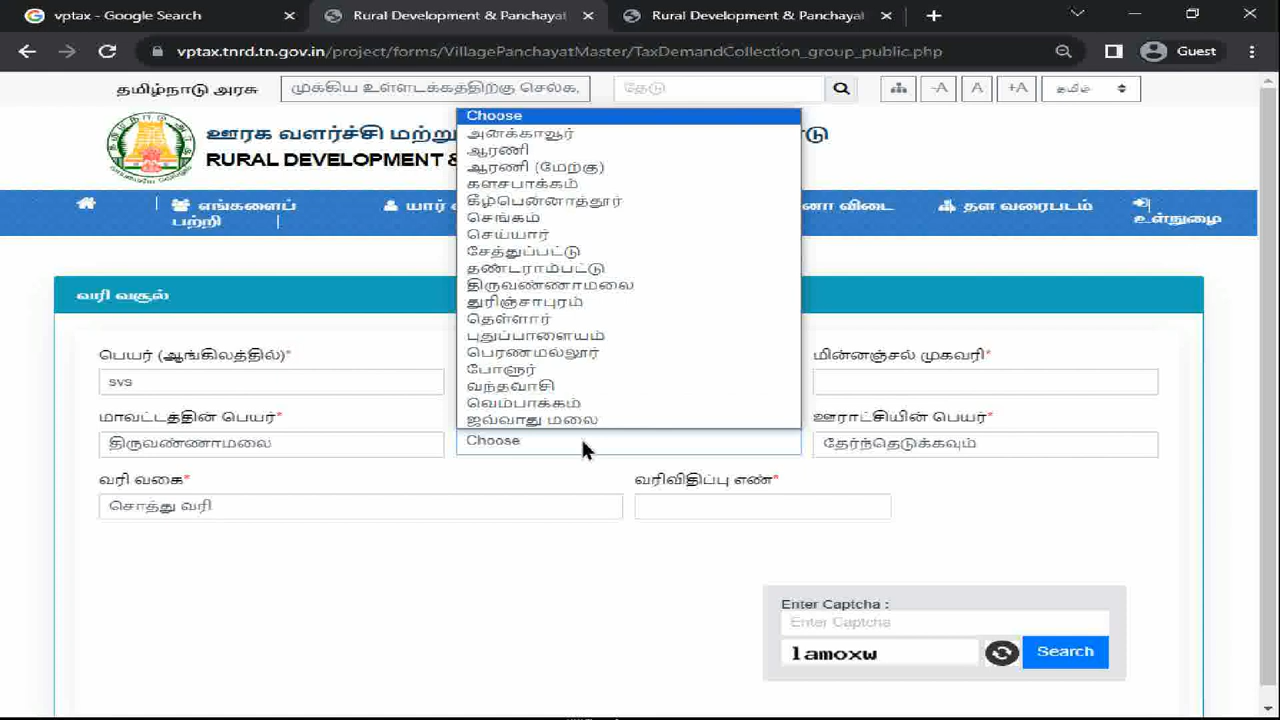 vptax - Google Search
Rural Development & Panchayat
Rural Development & Panchayat
vptax.tnrd.tn.gov.in/project/forms/VillagePanchayatMaster/TaxDemandCollection_group_public.php
Guest
தமிழ்நாடு அரசு
முக்கிய உள்ளடக்கத்திற்கு செல்க.
தேடு
-A
A
+A
தமிழ்
ஊரக வளர்ச்சி மற்று
RURAL DEVELOPMENT &
எங்களைப் பற்றி
யார்
னா விடை
தள வரைபடம்
உள்நுழை
Choose
அனக்காவூர்
ஆரணி
ஆரணி (மேற்கு)
கலசபாக்கம்
கீழ்பென்னாத்தூர்
செங்கம்
செய்யார்
சேத்துப்பட்டு
தண்டராம்பட்டு
திருவண்ணாமலை
துரிஞ்சாபுரம்
தெள்ளார்
புதுப்பாளையம்
பெரணமல்லூர்
போளுர்
வந்தவாசி
வெம்பாக்கம்
ஜவ்வாது மலை
வரி வசூல்
பெயர் (ஆங்கிலத்தில்)*
மின்னஞ்சல் முகவரி*
svs
மாவட்டத்தின் பெயர்*
ஊராட்சியின் பெயர்*
திருவண்ணாமலை
Choose
தேர்ந்தெடுக்கவும்
வரி வகை*
வரிவிதிப்பு எண்*
சொத்து வரி
Enter Captcha :
Enter Captcha
lamoxw
Search